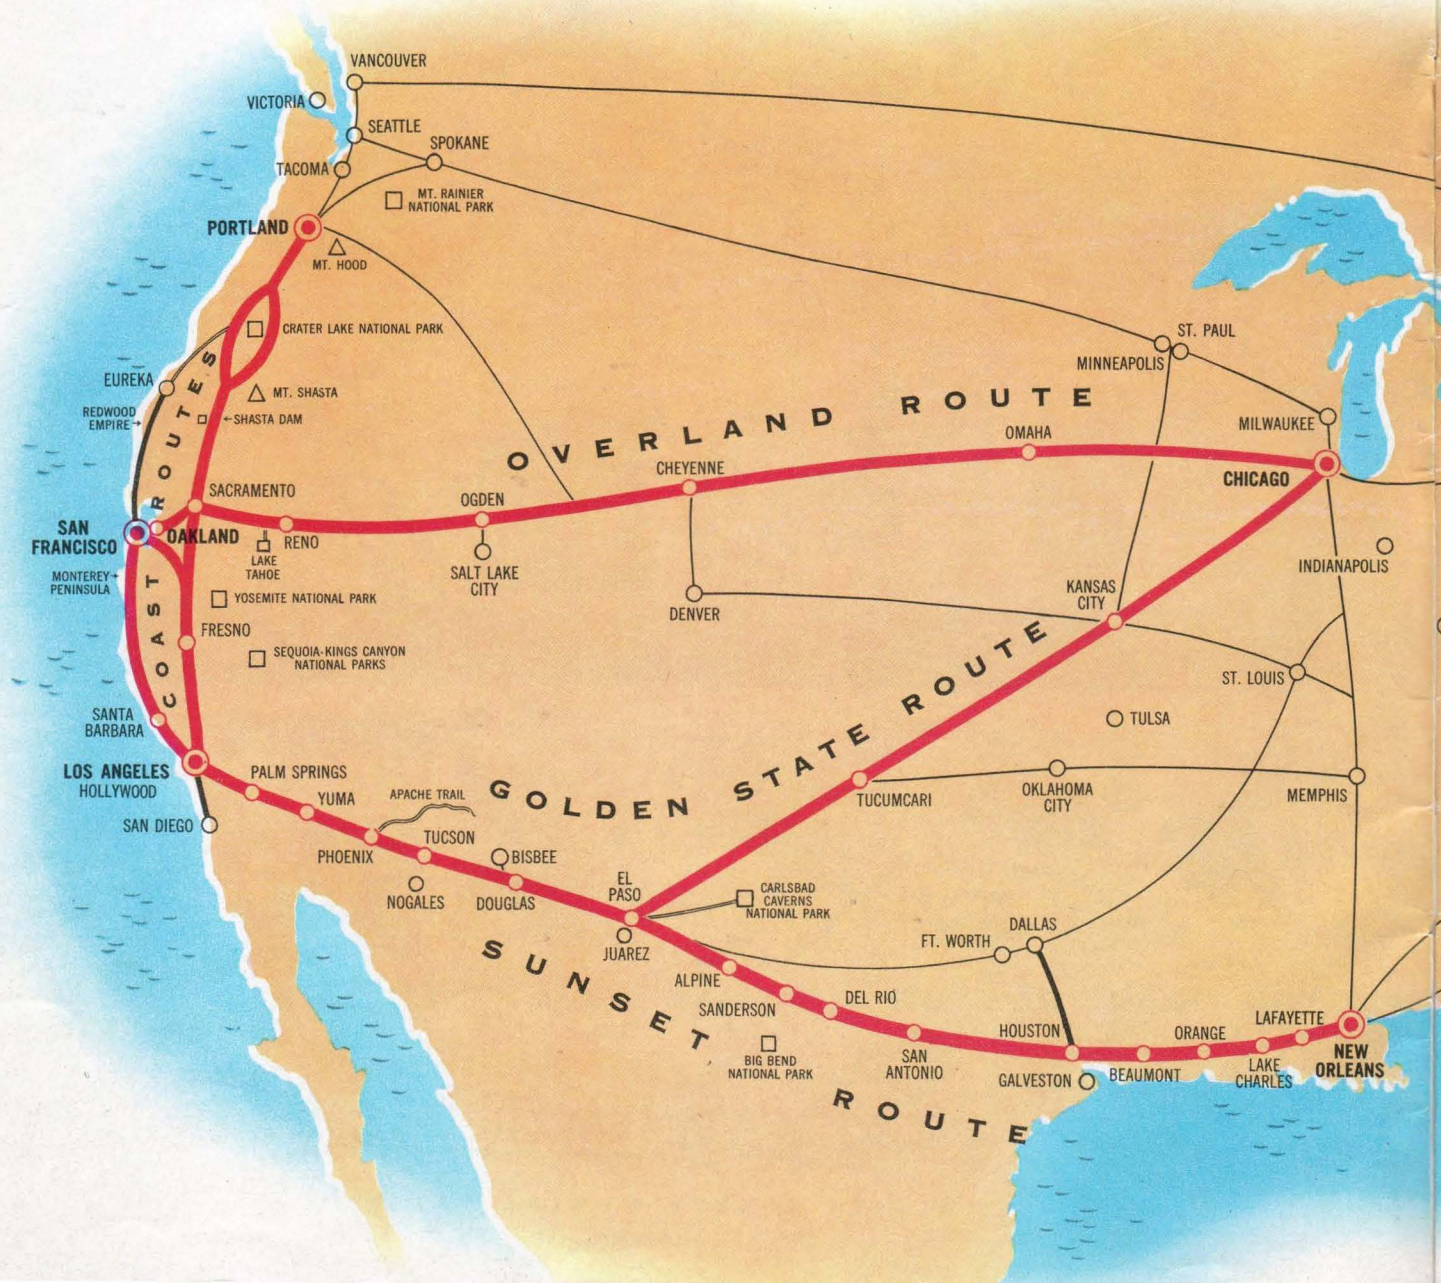 VANCOUVER
VICTORIA
SEATTLE
SPOKANE
TACOMA
MT. RAINIER
NATIONAL PARK
PORTLAND
MT. HOOD
CRATER LAKE NATIONAL PARK
ST. PAUL
MINNEAPOLIS
EUREKA
MT. SHASTA
REDWOOD
EMPIRE
SHASTA DAM
COAST ROUTES
OVERLAND ROUTE
OMAHA
MILWAUKEE
CHEYENNE
CHICAGO
SACRAMENTO
OGDEN
SAN
FRANCISCO
OAKLAND
RENO
LAKE
TAHOE
SALT LAKE
CITY
INDIANAPOLIS
MONTEREY
PENINSULA
YOSEMITE NATIONAL PARK
DENVER
KANSAS
CITY
FRESNO
SEQUOIA-KINGS CANYON
NATIONAL PARKS
ST. LOUIS
SANTA
BARBARA
TULSA
LOS ANGELES
HOLLYWOOD
PALM SPRINGS
GOLDEN STATE ROUTE
YUMA
APACHE TRAIL
TUCUMCARI
OKLAHOMA
CITY
MEMPHIS
SAN DIEGO
PHOENIX
TUCSON
BISBEE
NOGALES
DOUGLAS
EL
PASO
CARLSBAD
CAVERNS
NATIONAL PARK
JUAREZ
FT. WORTH
DALLAS
SUNSET ROUTE
ALPINE
SANDERSON
DEL RIO
BIG BEND
NATIONAL PARK
SAN
ANTONIO
HOUSTON
GALVESTON
BEAUMONT
ORANGE
LAKE
CHARLES
LAFAYETTE
NEW
ORLEANS